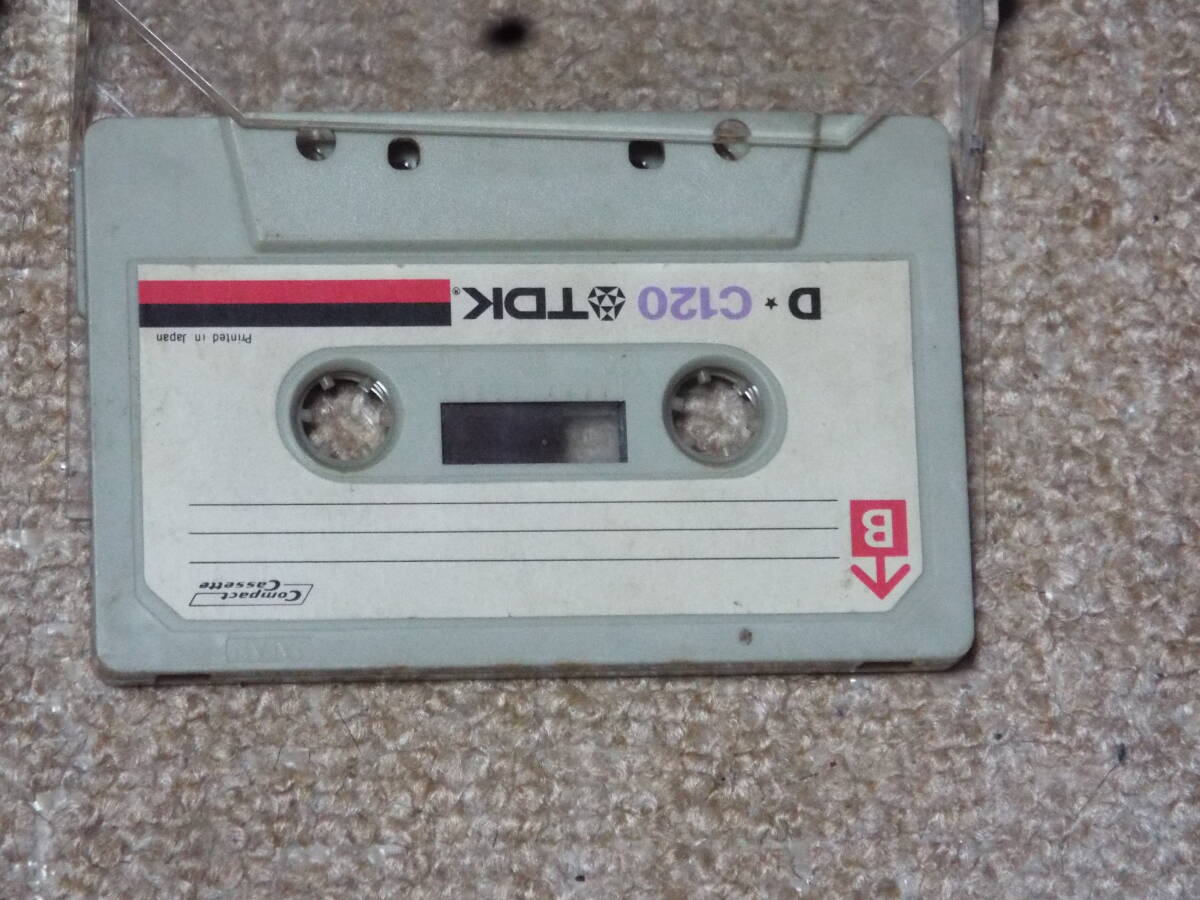 B
Compact
Cassette
Printed in Japan
D★C120 TDK®